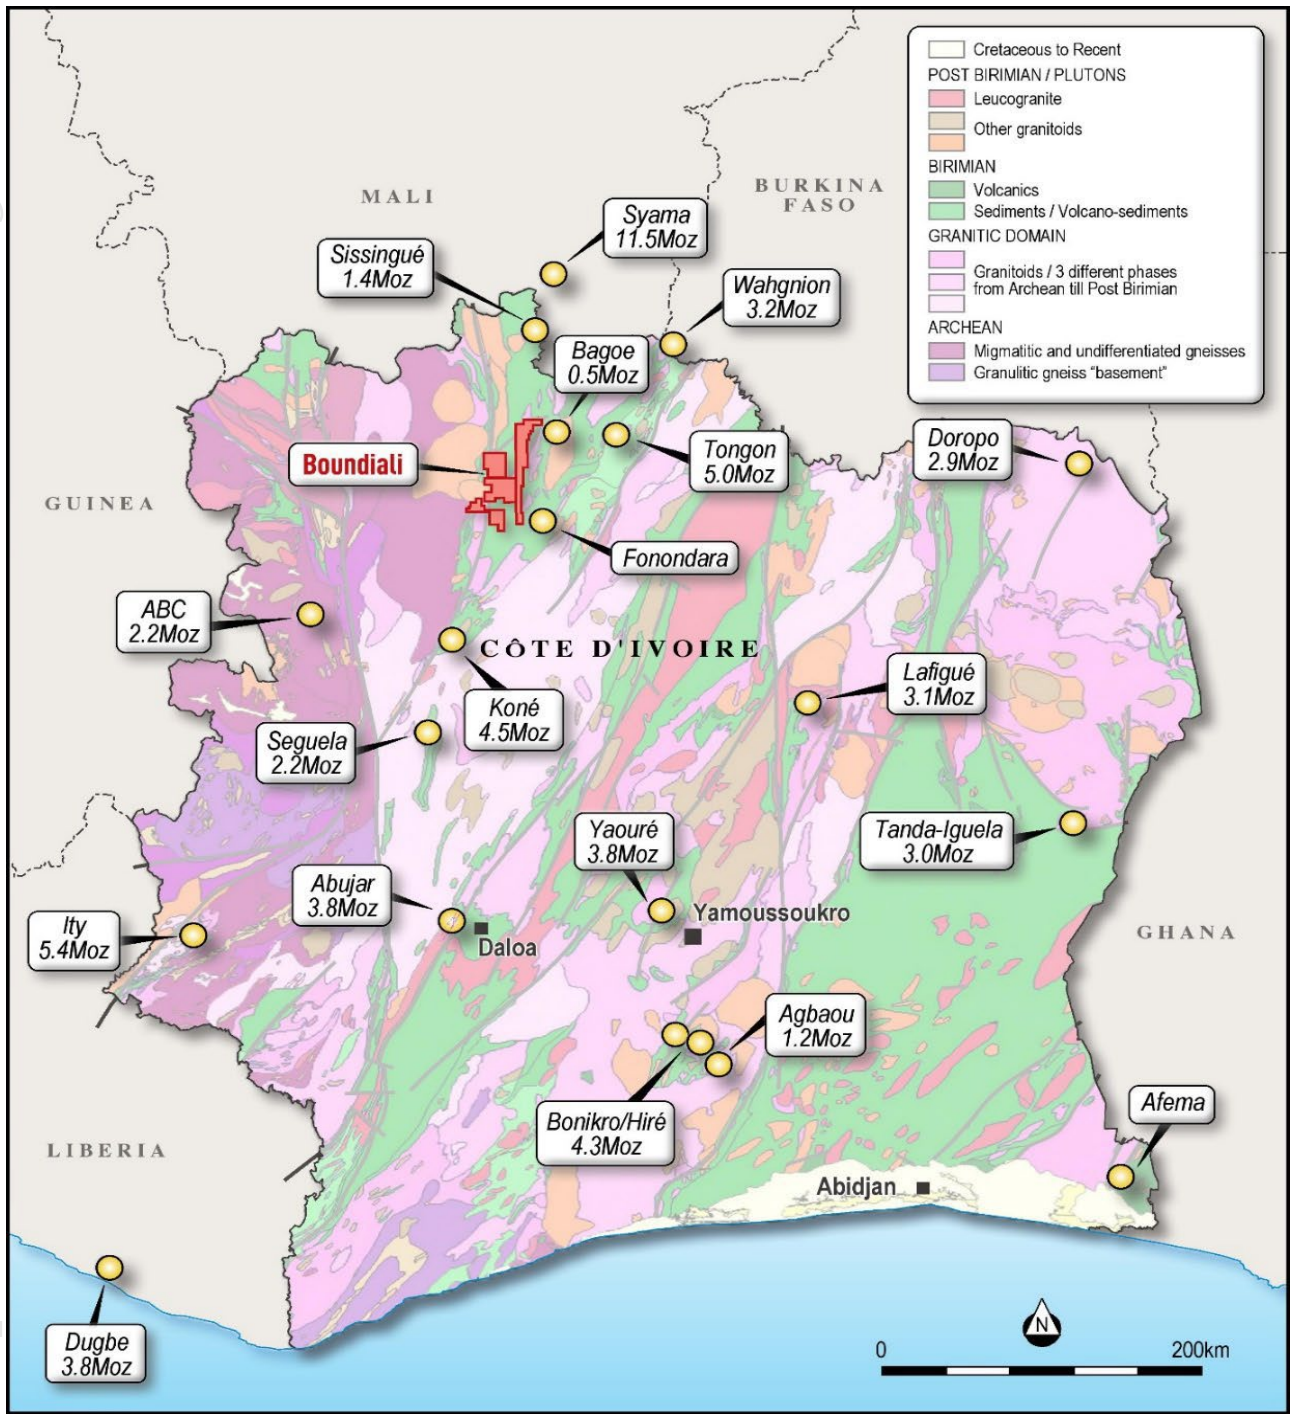 Cretaceous to Recent
POST BIRIMIAN / PLUTONS
Leucogranite
Other granitoids
BIRIMIAN
Volcanics
Sediments / Volcano-sediments
GRANITIC DOMAIN
Granitoids / 3 different phases
from Archean till Post Birimian
ARCHEAN
Migmatitic and undifferentiated gneisses
Granulitic gneiss “basement”
MALI
BURKINA
FASO
Syama
11.5Moz
Sissingué
1.4Moz
Wahgnion
3.2Moz
Bagoe
0.5Moz
Boundiali
Tongon
5.0Moz
Doropo
2.9Moz
GUINEA
Fonondara
ABC
2.2Moz
CÔTE D'IVOIRE
Koné
4.5Moz
Lafigué
3.1Moz
Seguela
2.2Moz
Yaouré
3.8Moz
Tanda-Iguela
3.0Moz
Abujar
3.8Moz
Ity
5.4Moz
Daloa
Yamoussoukro
GHANA
Agbaou
1.2Moz
Bonikro/Hiré
4.3Moz
Afema
LIBERIA
Abidjan
Dugbe
3.8Moz
N
0 200km